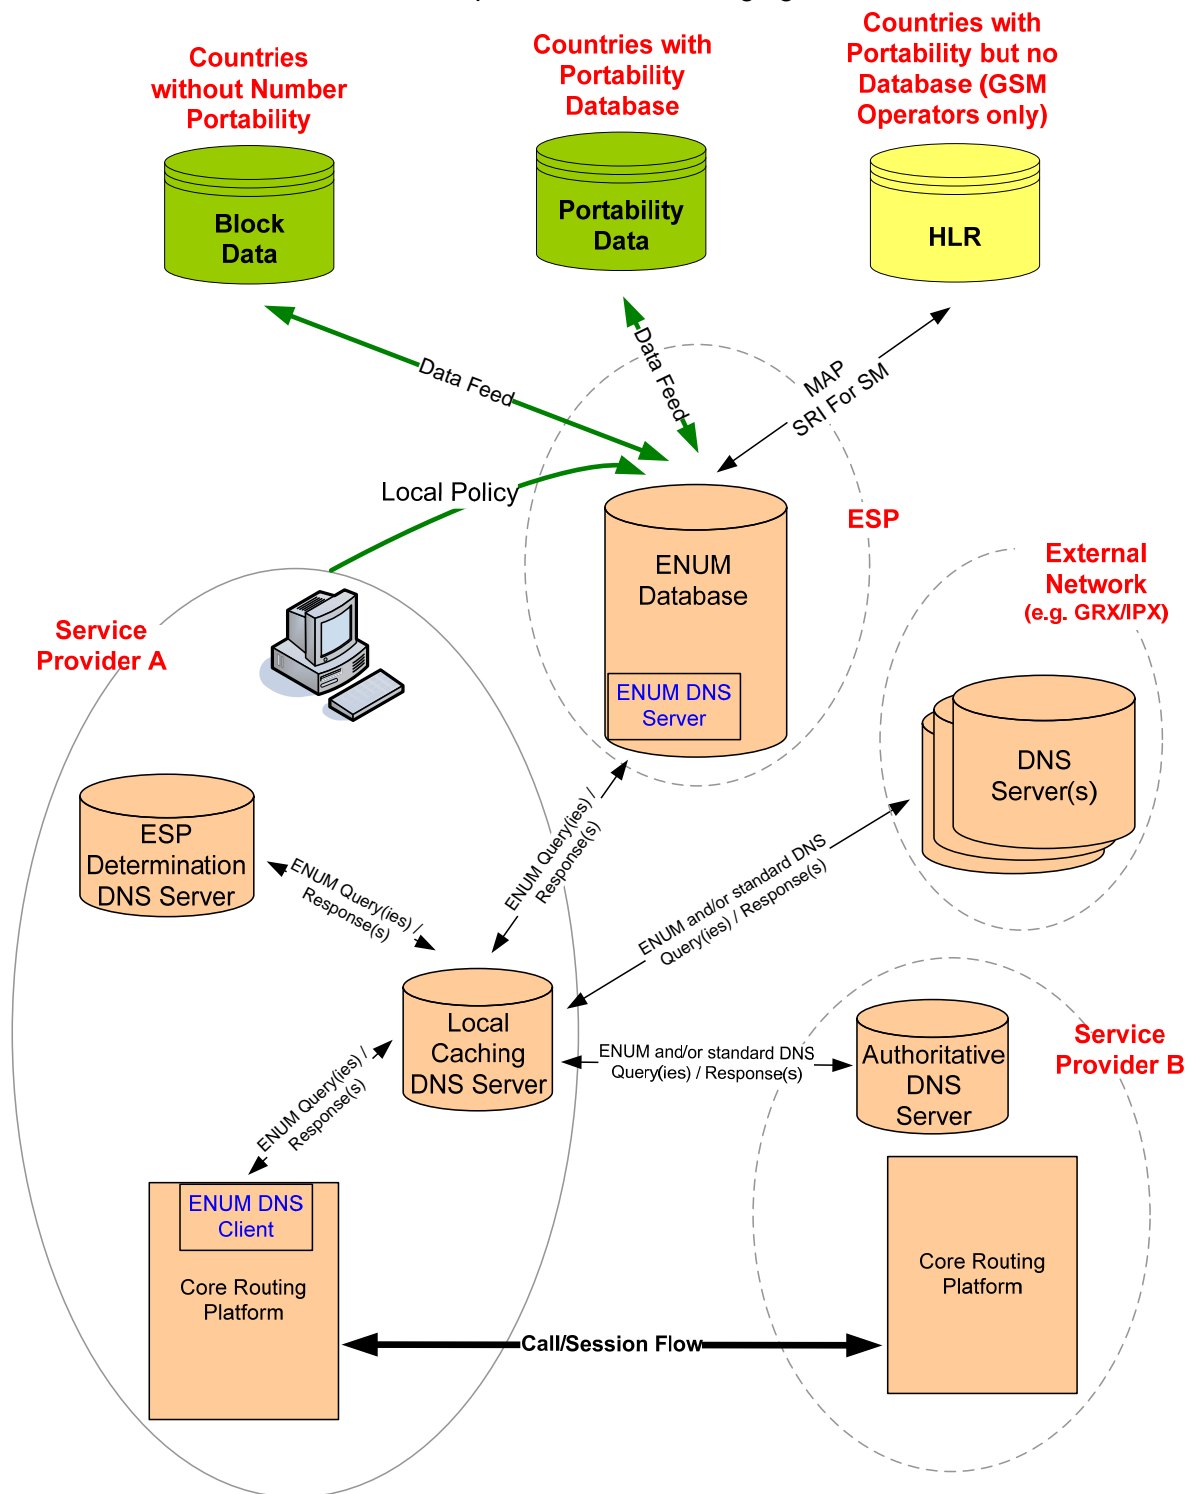 Countries
without Number
Portability
Countries with
Portability
Database
Countries with
Portability but no
Database (GSM
Operators only)
Block
Data
Portability
Data
HLR
Data Feed
Data Feed
MAP
SRI For SM
Local Policy
ESP
ENUM
Database
ENUM DNS
Server
External
Network
(e.g. GRX/IPX)
Service
Provider A
DNS
Server(s)
ESP
Determination
DNS Server
ENUM Query(ies) /
Response(s)
ENUM Query(ies) /
Response(s)
ENUM and/or standard DNS
Query(ies) / Response(s)
Local
Caching
DNS Server
ENUM and/or standard DNS
Query(ies) / Response(s)
Authoritative
DNS
Server
Service
Provider B
ENUM Query(ies) /
Response(s)
ENUM DNS
Client
Core Routing
Platform
Core Routing
Platform
Call/Session Flow